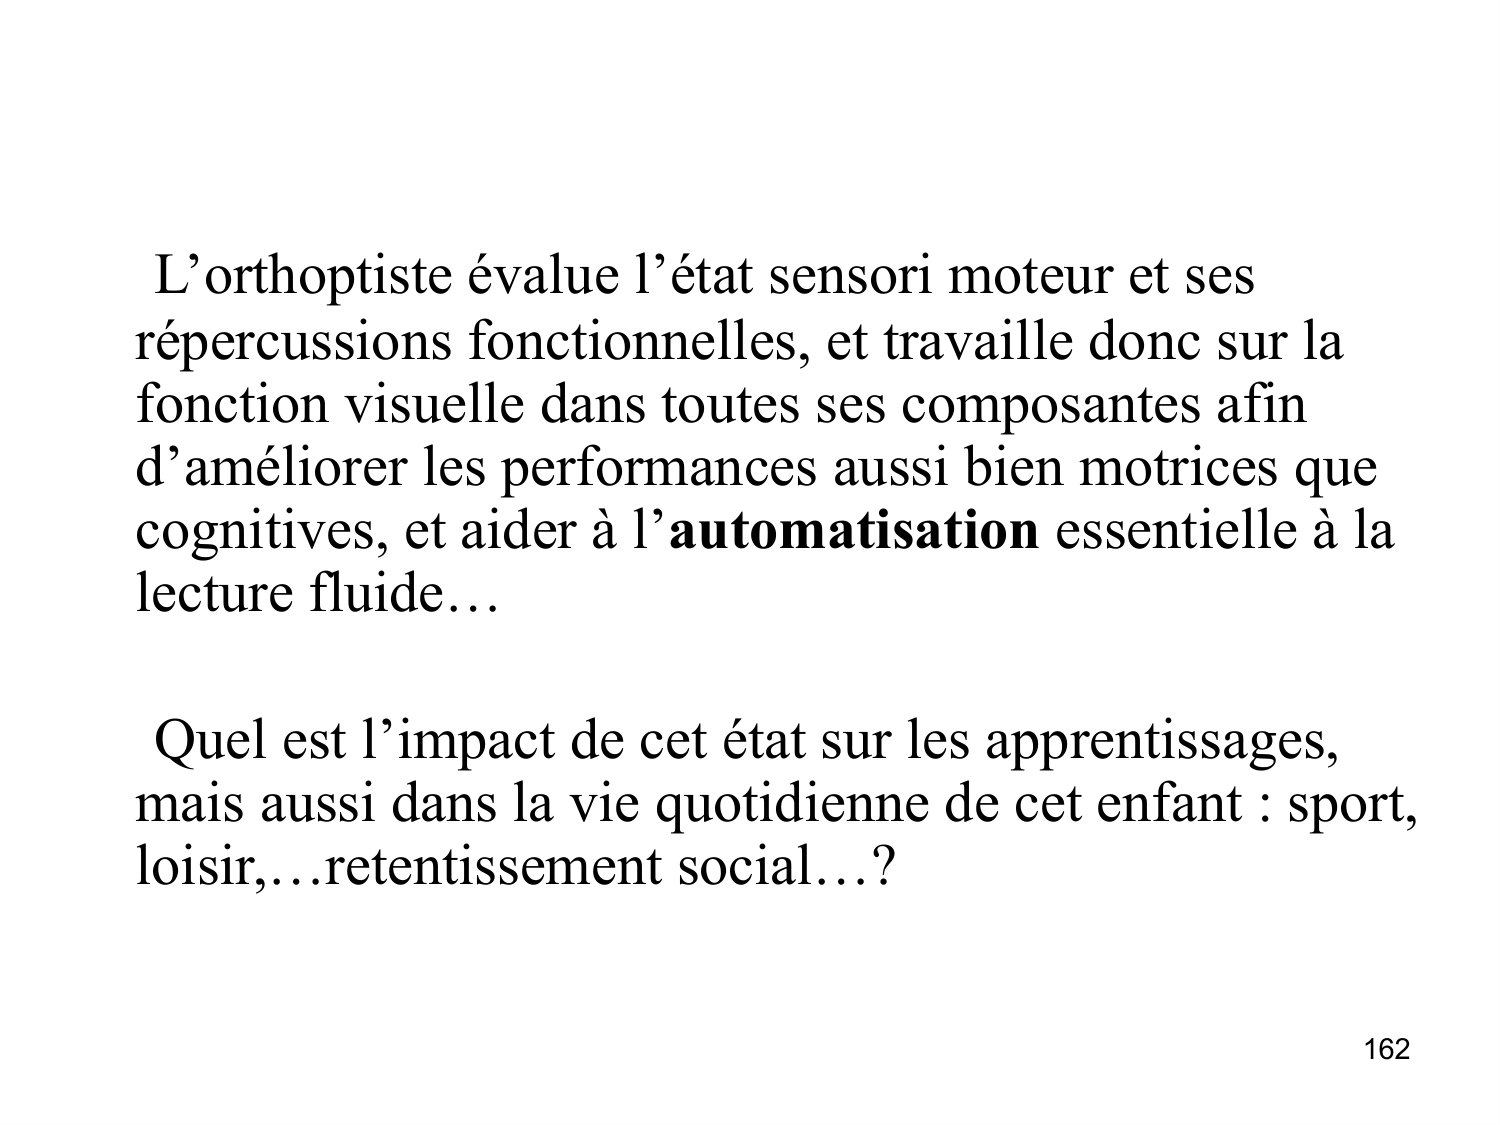 L’orthoptiste évalue l’état sensori moteur et ses
répercussions fonctionnelles, et travaille donc sur la
fonction visuelle dans toutes ses composantes afin
d’améliorer les performances aussi bien motrices que
cognitives, et aider à l’automatisation essentielle à la
lecture fluide…
Quel est l’impact de cet état sur les apprentissages,
mais aussi dans la vie quotidienne de cet enfant : sport,
loisir,…retentissement social…?
162